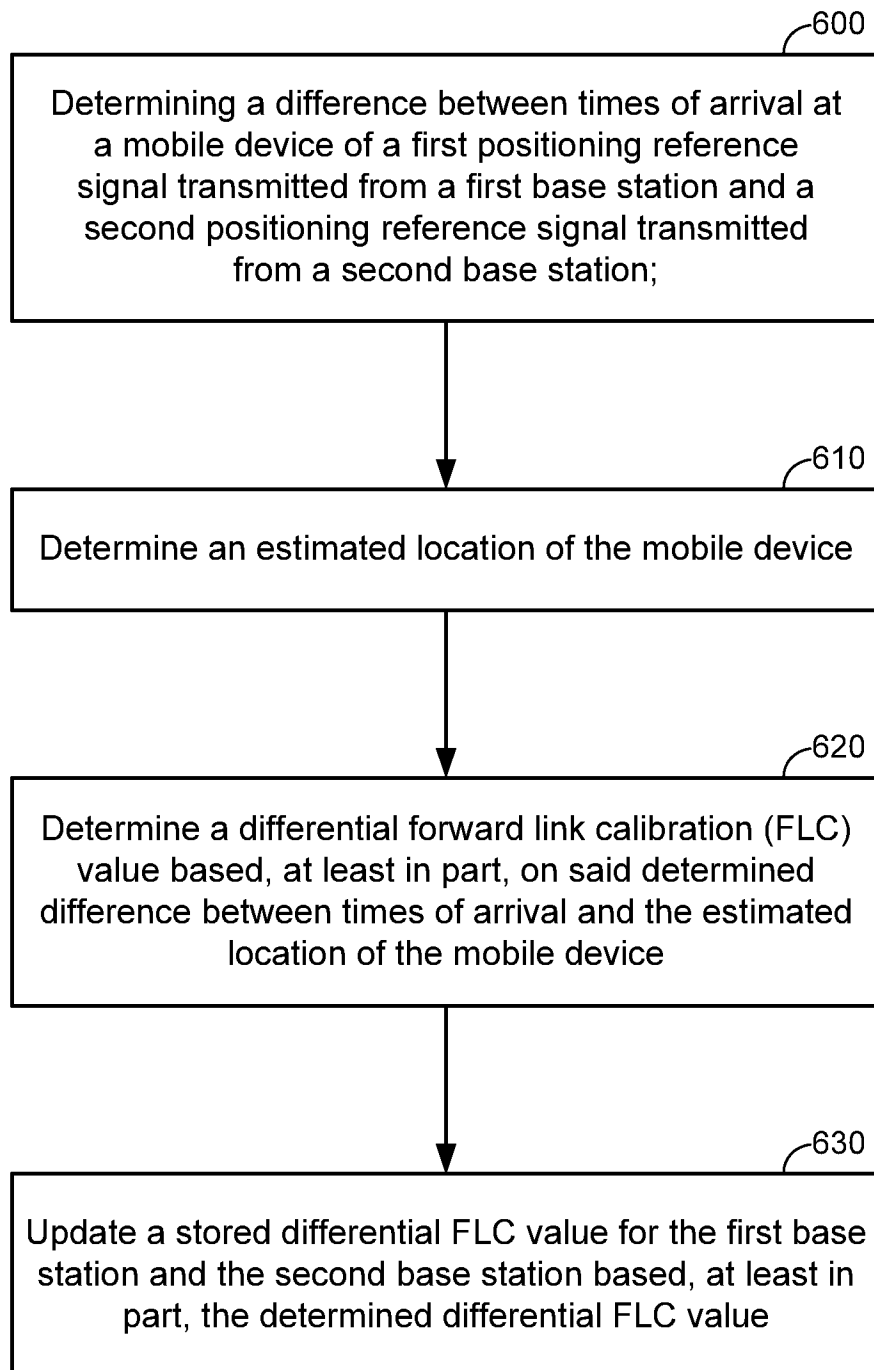 600
Determining a difference between times of arrival at
a mobile device of a first positioning reference
signal transmitted from a first base station and a
second positioning reference signal transmitted
from a second base station;
610
Determine an estimated location of the mobile device
620
Determine a differential forward link calibration (FLC)
value based, at least in part, on said determined
difference between times of arrival and the estimated
location of the mobile device
630
Update a stored differential FLC value for the first base
station and the second base station based, at least in
part, the determined differential FLC value